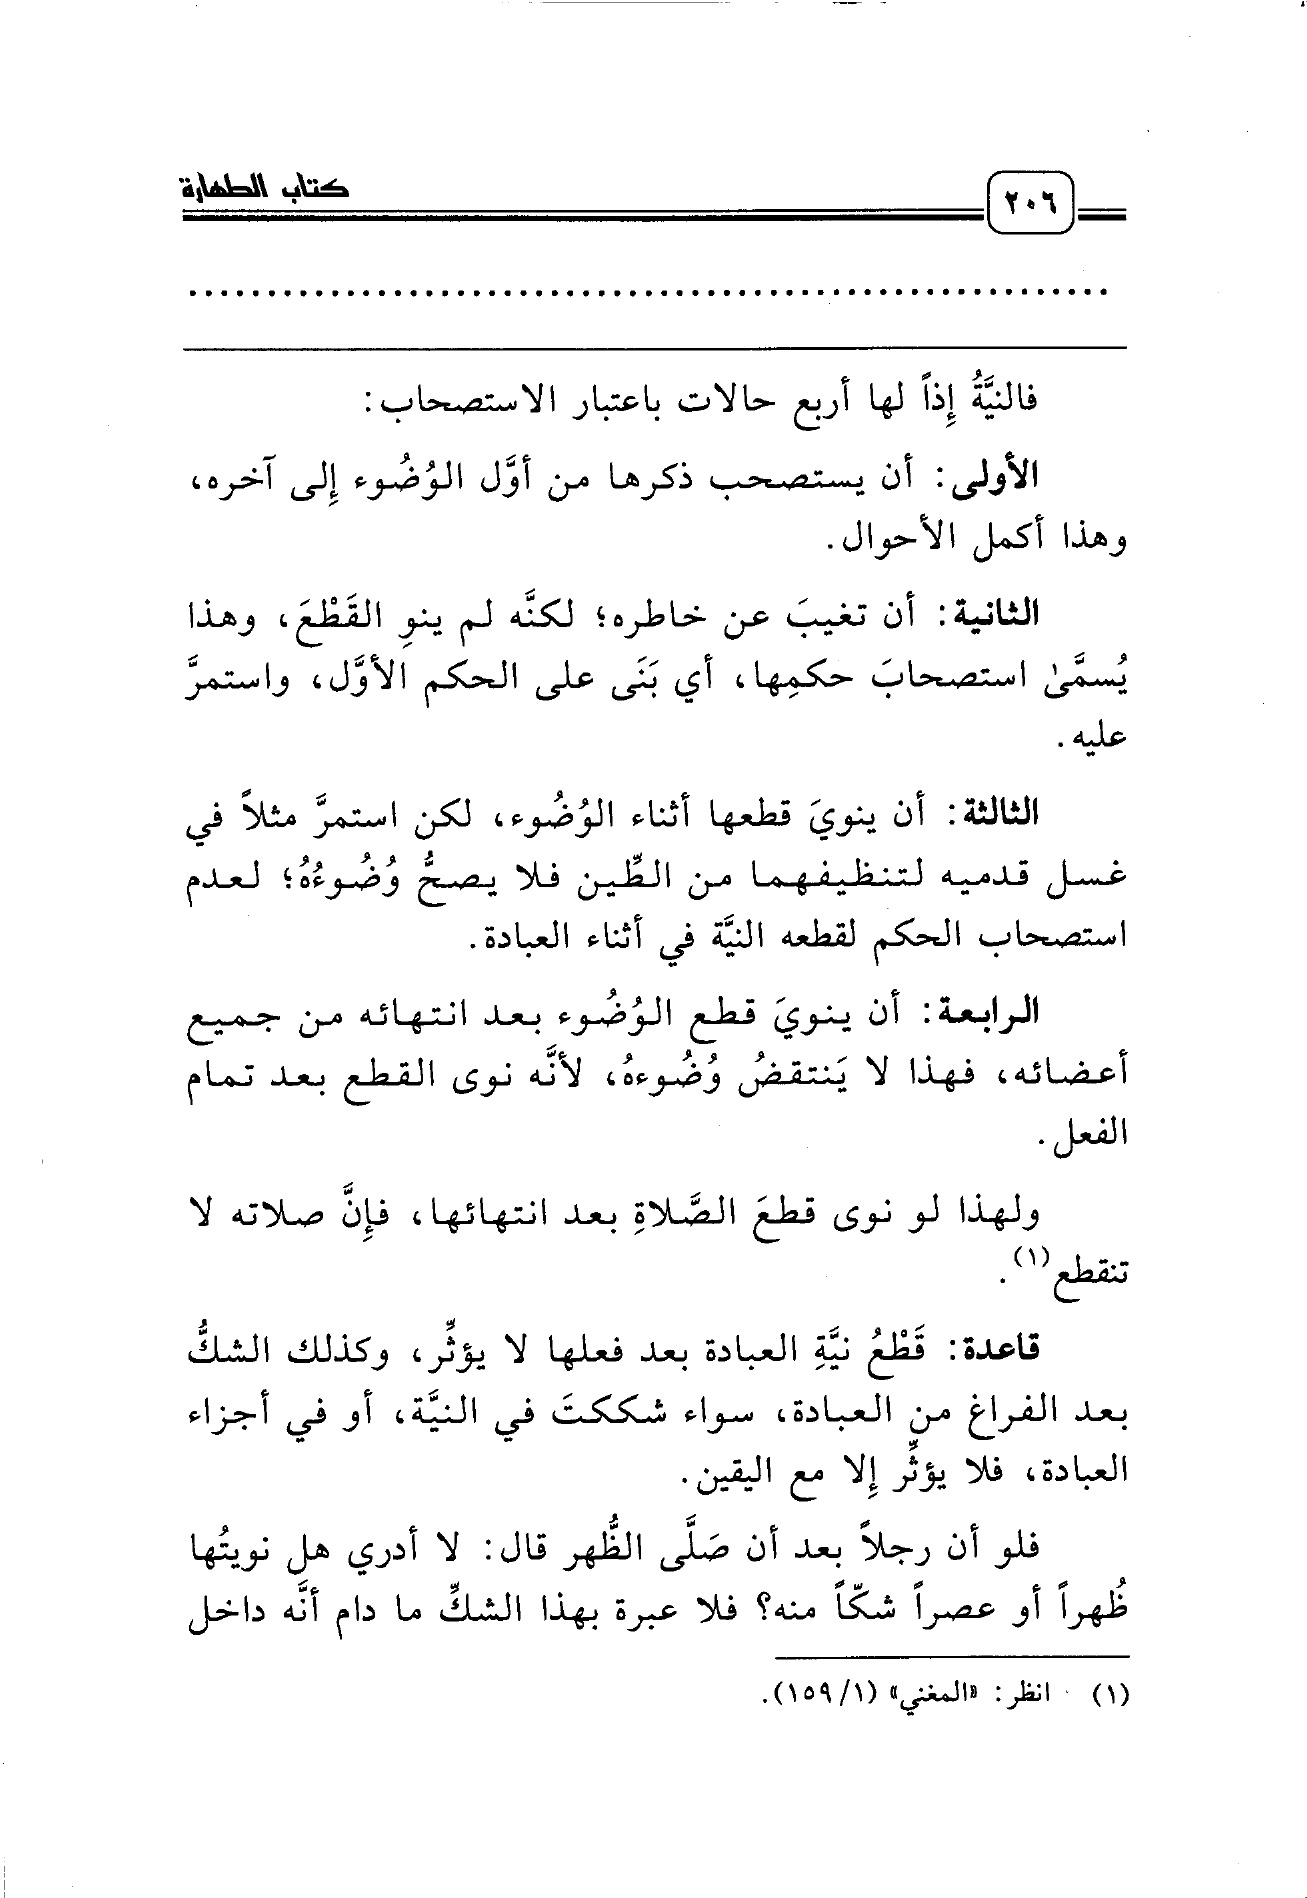 ٢٠٦
كتاب الطهارة
فالنيَّةُ إِذاً لها أربع حالات باعتبار الاستصحاب:
الأولى: أن يستصحب ذكرها من أوَّل الوُضُوء إِلى آخره،
وهذا أكمل الأحوال.
الثانية: أن تغيبَ عن خاطره؛ لكنَّه لم ينوِ القَطْعَ، وهذا
يُسمَّىٰ استصحابَ حكمِها، أي بَنَى على الحكم الأوَّل، واستمرَّ
عليه.
الثالثة: أن ينويَ قطعها أثناء الوُضُوء، لكن استمرَّ مثلاً في
غسل قدميه لتنظيفهما من الطِّين فلا يصحُّ وُضُوءُهُ؛ لعدم
استصحاب الحكم لقطعه النيَّة في أثناء العبادة.
الرابعة: أن ينويَ قطع الوُضُوء بعد انتهائه من جميع
أعضائه، فهذا لا يَنتقضُ وُضُوءهُ، لأنَّه نوى القطع بعد تمام
الفعل.
ولهذا لو نوى قطعَ الصَّلاةِ بعد انتهائها، فإِنَّ صلاته لا
تنقطع(١).
قاعدة: قَطْعُ نيَّةِ العبادة بعد فعلها لا يؤثِّر، وكذلك الشكُّ
بعد الفراغ من العبادة، سواء شككتَ في النيَّة، أو في أجزاء
العبادة، فلا يؤثِّر إِلا مع اليقين.
فلو أن رجلاً بعد أن صَلَّى الظُّهر قال: لا أدري هل نويتُها
ظُهراً أو عصراً شكّاً منه؟ فلا عبرة بهذا الشكِّ ما دام أنَّه داخل
(١) انظر: «المغني» (١/١٥٩).